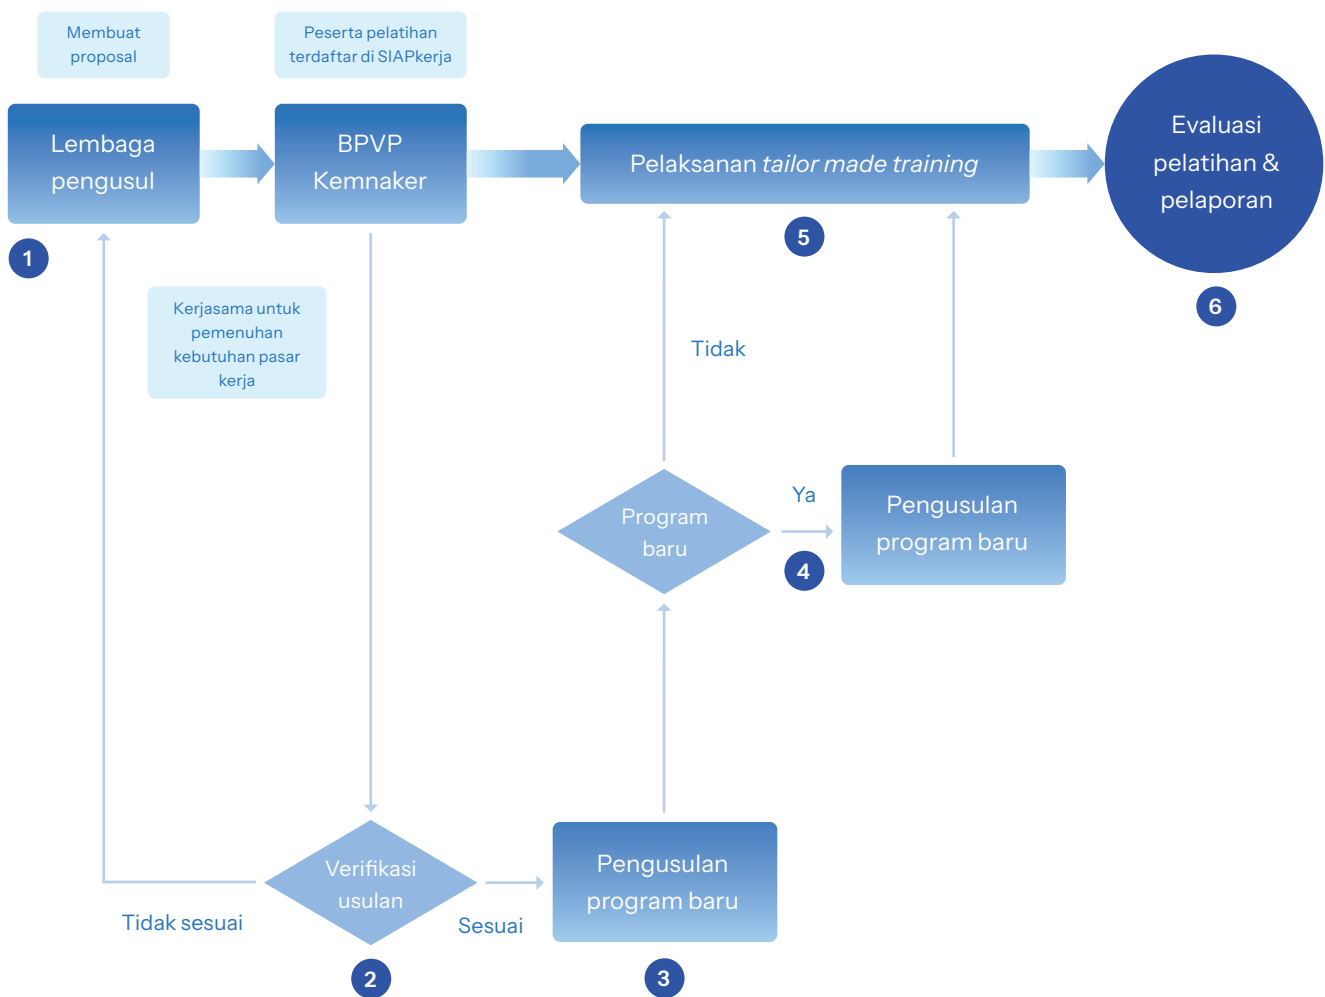 Membuat
proposal
Peserta pelatihan
terdaftar di SIAPkerja
Lembaga
pengusul
BPVP
Kemnaker
Pelaksanan tailor made training
Evaluasi
pelatihan &
pelaporan
1
5
6
Kerjasama untuk
pemenuhan
kebutuhan pasar
kerja
Tidak
Program
baru
Ya
4
Pengusulan
program baru
Verifikasi
usulan
Tidak sesuai
Sesuai
2
Pengusulan
program baru
3